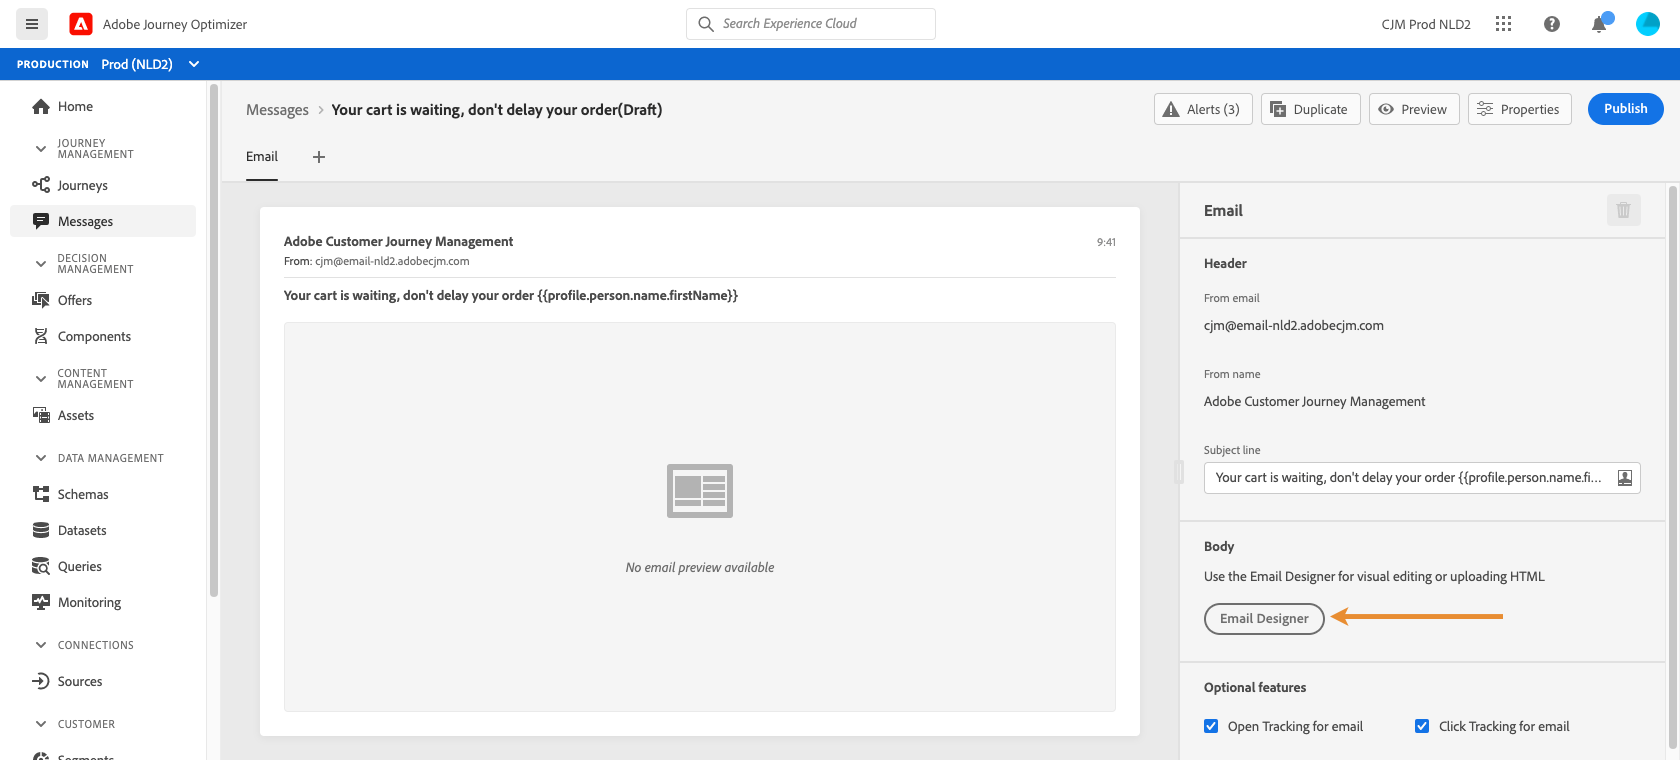 Adobe Journey Optimizer
Search Experience Cloud
CJM Prod NLD2
PRODUCTION Prod (NLD2)
Home
JOURNEY
MANAGEMENT
Journeys
Messages
DECISION
MANAGEMENT
Offers
Components
CONTENT
MANAGEMENT
Assets
DATA MANAGEMENT
Schemas
Datasets
Queries
Monitoring
CONNECTIONS
Sources
CUSTOMER
Segments
Messages > Your cart is waiting, don't delay your order(Draft)
Alerts (3)
Duplicate
Preview
Properties
Publish
Email
Adobe Customer Journey Management
9:41
From: cjm@email-nld2.adobecjm.com
Your cart is waiting, don't delay your order {{profile.person.name.firstName}}
No email preview available
Email
Header
From email
cjm@email-nld2.adobecjm.com
From name
Adobe Customer Journey Management
Subject line
Your cart is waiting, don't delay your order {{profile.person.name.fi...
Body
Use the Email Designer for visual editing or uploading HTML
Email Designer
Optional features
Open Tracking for email
Click Tracking for email